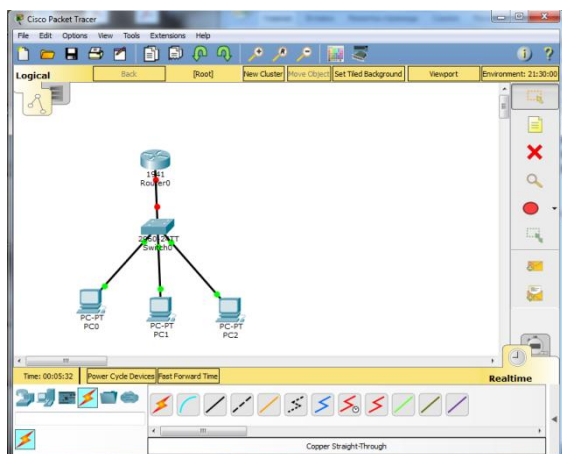 Cisco Packet Tracer
File Edit Options View Tools Extensions Help
Logical Back [Root] New Cluster Move Object Set Tiled Background Viewport Environment: 21:30:00
1941
Router0
2960-24TT
Switch0
PC-PT
PC0
PC-PT
PC1
PC-PT
PC2
Time: 00:05:32 Power Cycle Devices Fast Forward Time Realtime
Copper Straight-Through